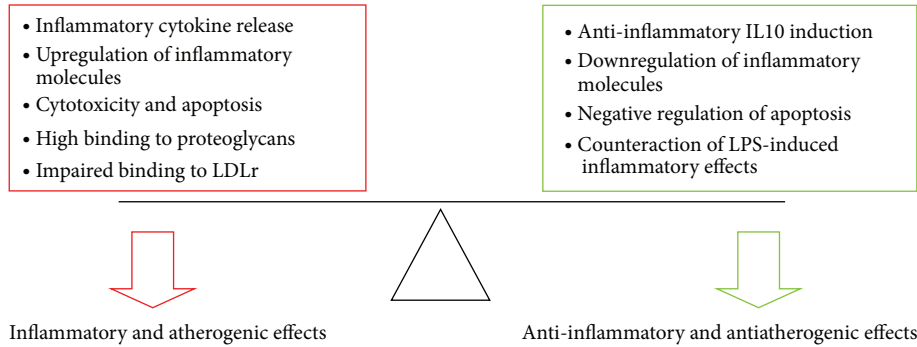 • Inflammatory cytokine release
• Upregulation of inflammatory
molecules
• Cytotoxicity and apoptosis
• High binding to proteoglycans
• Impaired binding to LDLr
• Anti-inflammatory IL10 induction
• Downregulation of inflammatory
molecules
• Negative regulation of apoptosis
• Counteraction of LPS-induced
inflammatory effects
Inflammatory and atherogenic effects
Anti-inflammatory and antiatherogenic effects